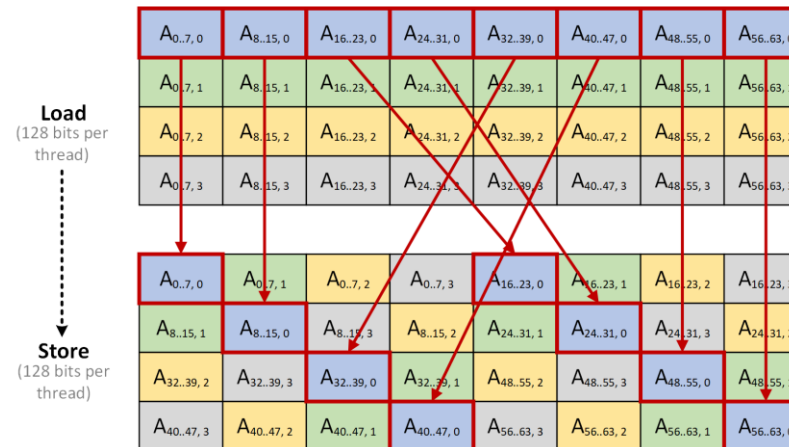 A0..7, 0 A8..15, 0 A16..23, 0 A24..31, 0 A32..39, 0 A40..47, 0 A48..55, 0 A56..63, 0
A0..7, 1 A8..15, 1 A16..23, 1 A24..31, 1 A32..39, 1 A40..47, 1 A48..55, 1 A56..63,
Load
(128 bits per
thread)
A0..7, 2 A8..15, 2 A16..23, 2 A24..31, 2 A32..39, 2 A40..47, 2 A48..55, 2 A56..63,
A0..7, 3 A8..15, 3 A16..23, 3 A24..31, 3 A32..39, 3 A40..47, 3 A48..55, 3 A56..63,
A0..7, 0 A0..7, 1 A0..7, 2 A0..7, 3 A16..23, 0 A16..23, 1 A16..23, 2 A16..23,
A8..15, 1 A8..15, 0 A8..15, 3 A8..15, 2 A24..31, 1 A24..31, 0 A24..31, 3 A24..31,
Store
(128 bits per
thread)
A32..39, 2 A32..39, 3 A32..39, 0 A32..39, 1 A48..55, 2 A48..55, 3 A48..55, 0 A48..55,
A40..47, 3 A40..47, 2 A40..47, 1 A40..47, 0 A56..63, 3 A56..63, 2 A56..63, 1 A56..63,